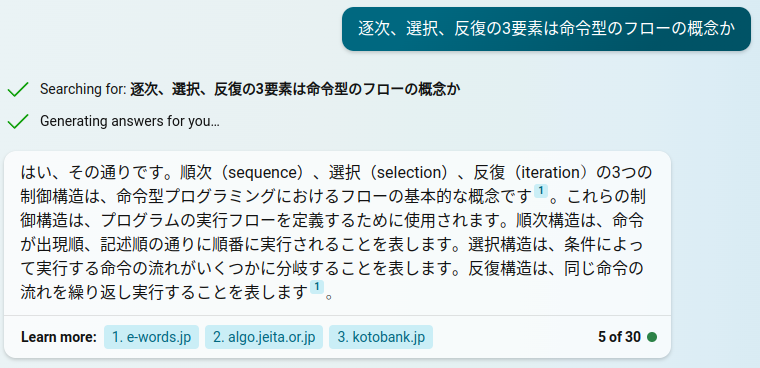 逐次、選択、反復の3要素は命令型のフローの概念か
Searching for: 逐次、選択、反復の3要素は命令型のフローの概念か
Generating answers for you…
はい、その通りです。順次（sequence）、選択（selection）、反復（iteration）の3つの
制御構造は、命令型プログラミングにおけるフローの基本的な概念です 1 。これらの制
御構造は、プログラムの実行フローを定義するために使用されます。順次構造は、命令
が出現順、記述順の通りに順番に実行されることを表します。選択構造は、条件によっ
て実行する命令の流れがいくつかに分岐することを表します。反復構造は、同じ命令の
流れを繰り返し実行することを表します 1 。
Learn more: 1. e-words.jp 2. algo.jeita.or.jp 3. kotobank.jp 5 of 30